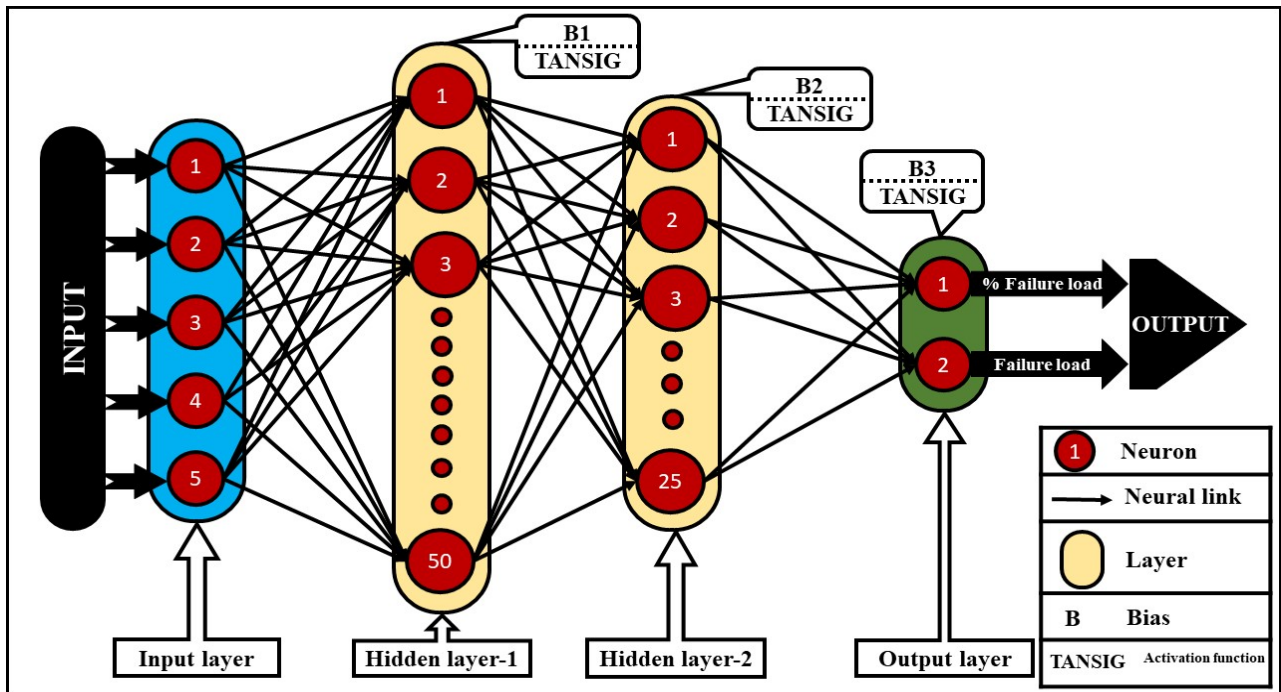 B1
TANSIG
B2
TANSIG
B3
TANSIG
INPUT
1
2
3
4
5
1
2
3
50
1
2
3
25
1
2
% Failure load
Failure load
OUTPUT
Input layer
Hidden layer-1
Hidden layer-2
Output layer
1 Neuron
Neural link
Layer
B Bias
TANSIG Activation function